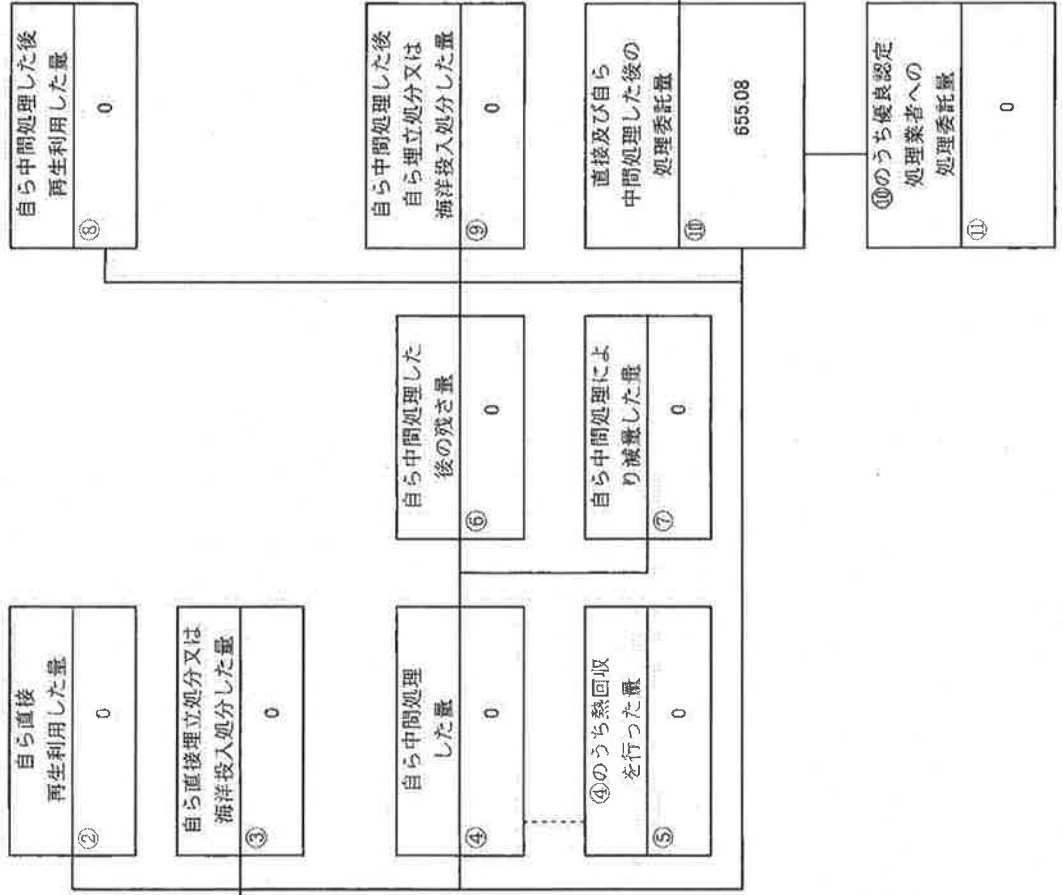 自ら直接
再生利用した量
②
0
自ら直接埋立処分又は
海洋投入処分した量
③
0
自ら中間処理
した量
④
0
④のうち熱回収
を行った量
⑤
0
自ら中間処理した
後の残さ量
⑥
0
自ら中間処理によ
り減量した量
⑦
0
自ら中間処理した後
再生利用した量
⑧
0
自ら中間処理した後
自ら埋立処分又は
海洋投入処分した量
⑨
0
直接及び自ら
中間処理した後の
処理委託量
⑩
655.08
⑩のうち優良認定
処理業者への
処理委託量
⑪
0